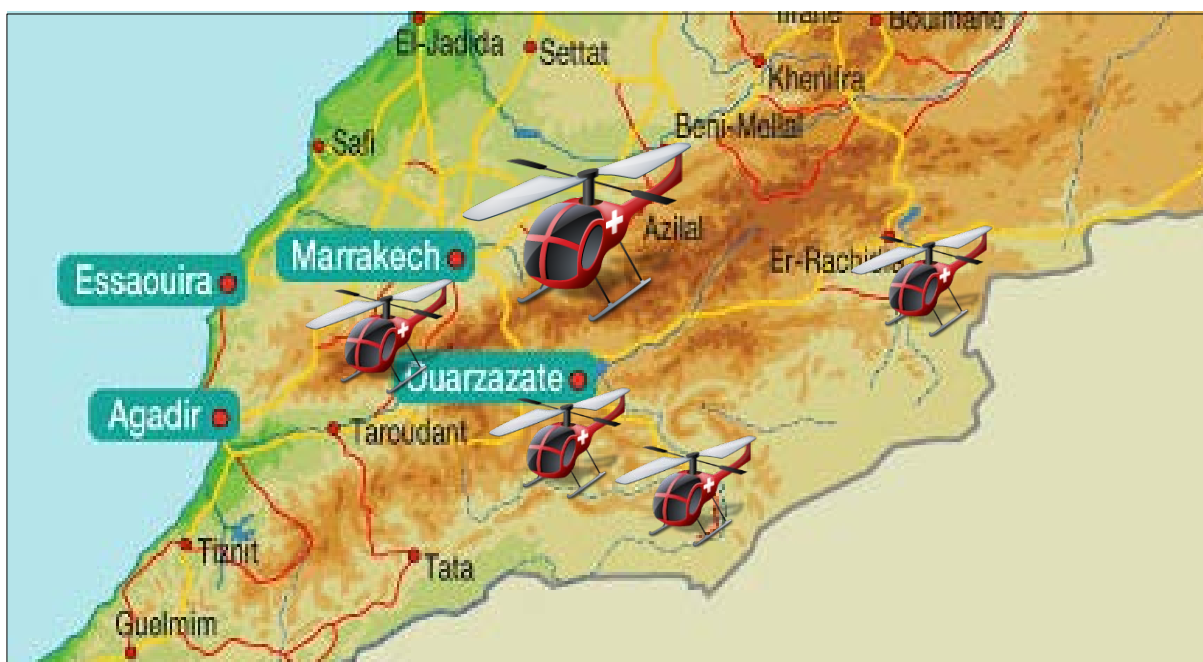 Boulmane
El-Jadida
Settat
Khenifra
Beni-Mellal
Safi
Azilal
Marrakech
Er-Rachidia
Essaouira
Ouarzazate
Agadir
Taroudant
Tiznit
Tata
Guelmim